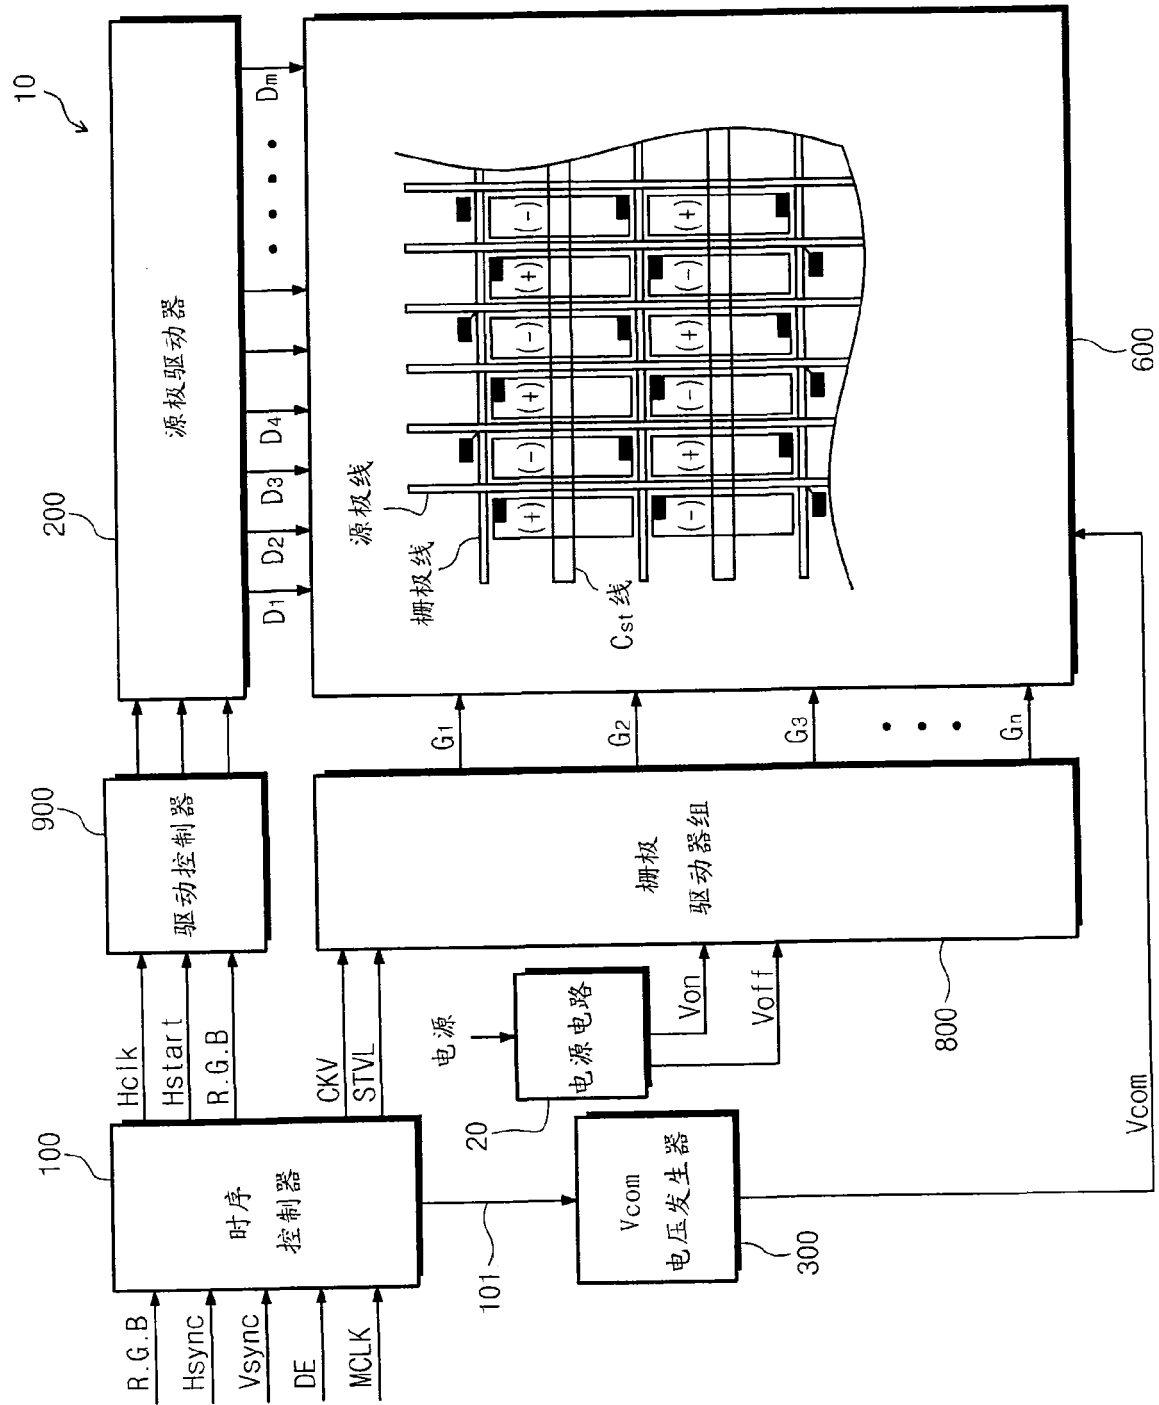 10
200
源极驱动器
D1
D2
D3
D4
Dm
900
驱动控制器
Hclk
Hstart
R.G.B
100
时序
控制器
R.G.B
Hsync
Vsync
DE
MCLK
CKV
STVL
101
电源
电源电路
20
Von
Voff
Vcom
电压发生器
300
Vcom
栅极
驱动器组
800
G1
G2
G3
Gn
600
栅极线
源极线
Cst 线
(+) (-) (+) (-) (+) (-)
(-) (+) (-) (+) (-) (+)